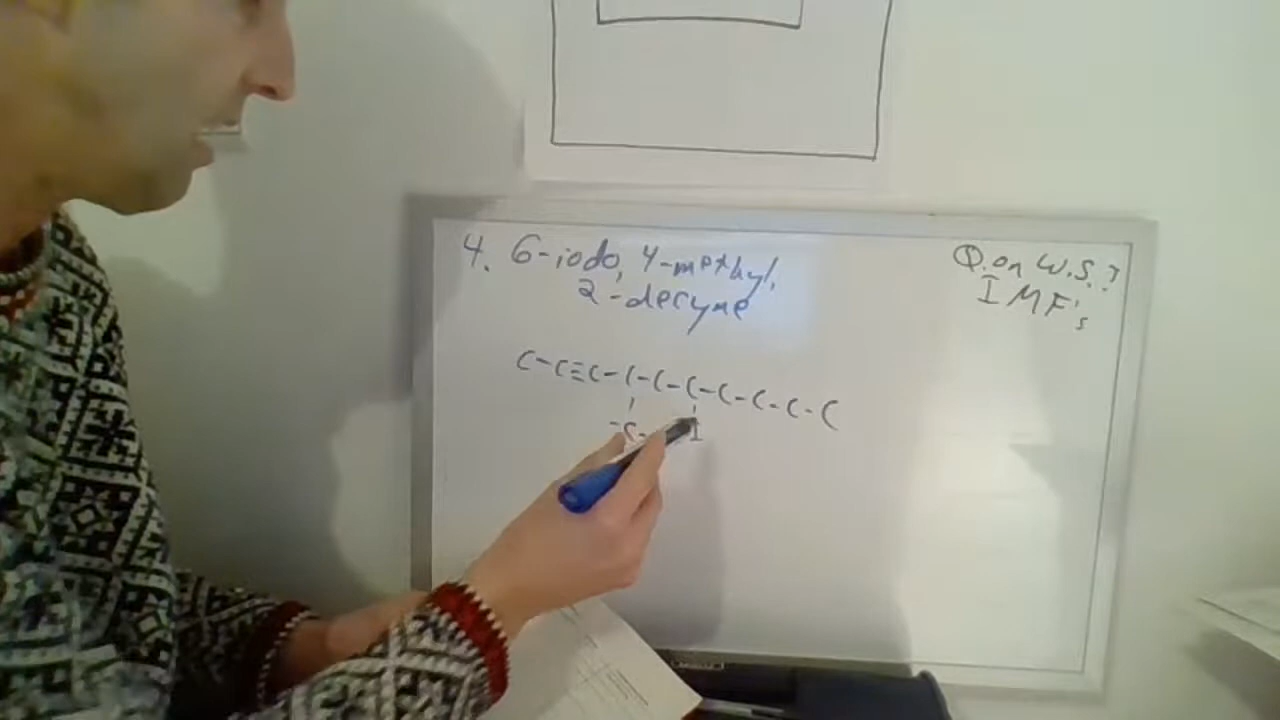 4. 6-iodo, 4-methyl,
2-decyne
Q. on W.S.?
IMF's
C-C≡C-C-C-C-C-C-C-C
-C- I